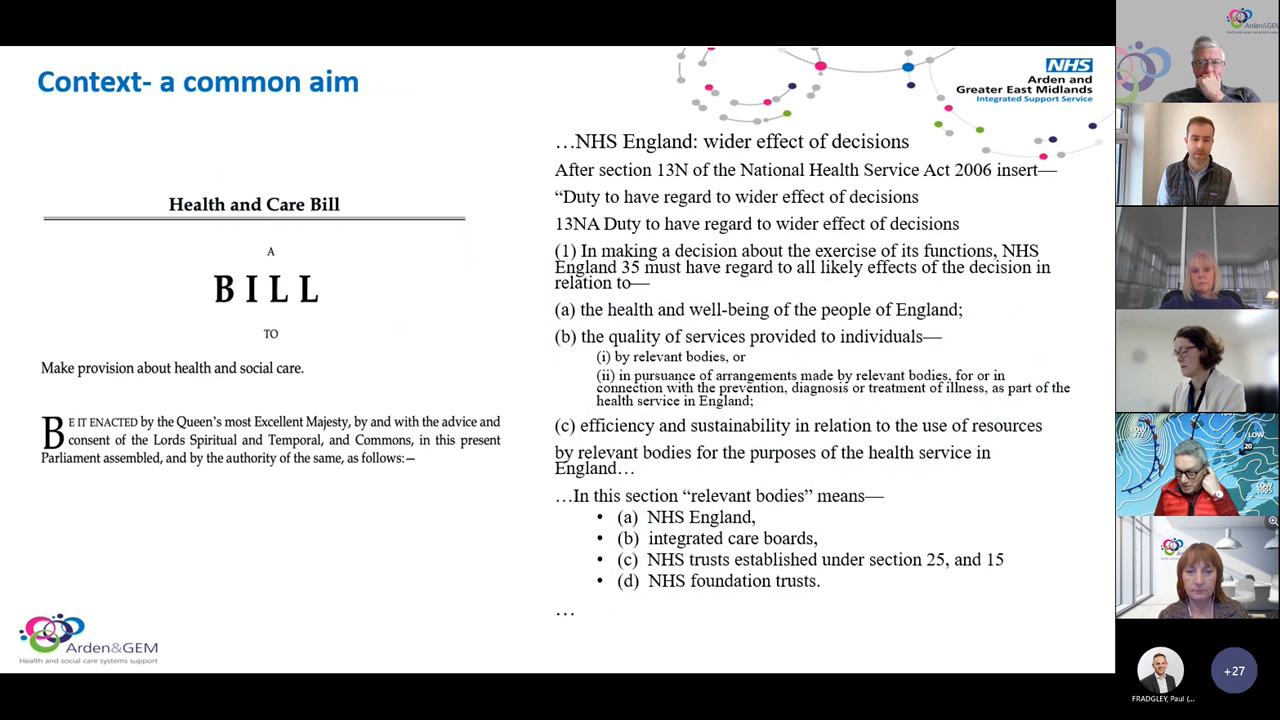 Context- a common aim
NHS
Arden and
Greater East Midlands
Integrated Support Service
Health and Care Bill
A
BILL
TO
Make provision about health and social care.
BE IT ENACTED by the Queen's most Excellent Majesty, by and with the advice and
consent of the Lords Spiritual and Temporal, and Commons, in this present
Parliament assembled, and by the authority of the same, as follows:—
…NHS England: wider effect of decisions
After section 13N of the National Health Service Act 2006 insert—
“Duty to have regard to wider effect of decisions
13NA Duty to have regard to wider effect of decisions
(1) In making a decision about the exercise of its functions, NHS
England 35 must have regard to all likely effects of the decision in
relation to—
(a) the health and well-being of the people of England;
(b) the quality of services provided to individuals—
(i) by relevant bodies, or
(ii) in pursuance of arrangements made by relevant bodies, for or in
connection with the prevention, diagnosis or treatment of illness, as part of the
health service in England;
(c) efficiency and sustainability in relation to the use of resources
by relevant bodies for the purposes of the health service in
England…
…In this section “relevant bodies” means—
• (a) NHS England,
• (b) integrated care boards,
• (c) NHS trusts established under section 25, and 15
• (d) NHS foundation trusts.
…
Arden&GEM
Health and social care systems support
Arden&GEM
LOW
LOW
20
LOW
1005
FRADGLEY, Paul (...
+27